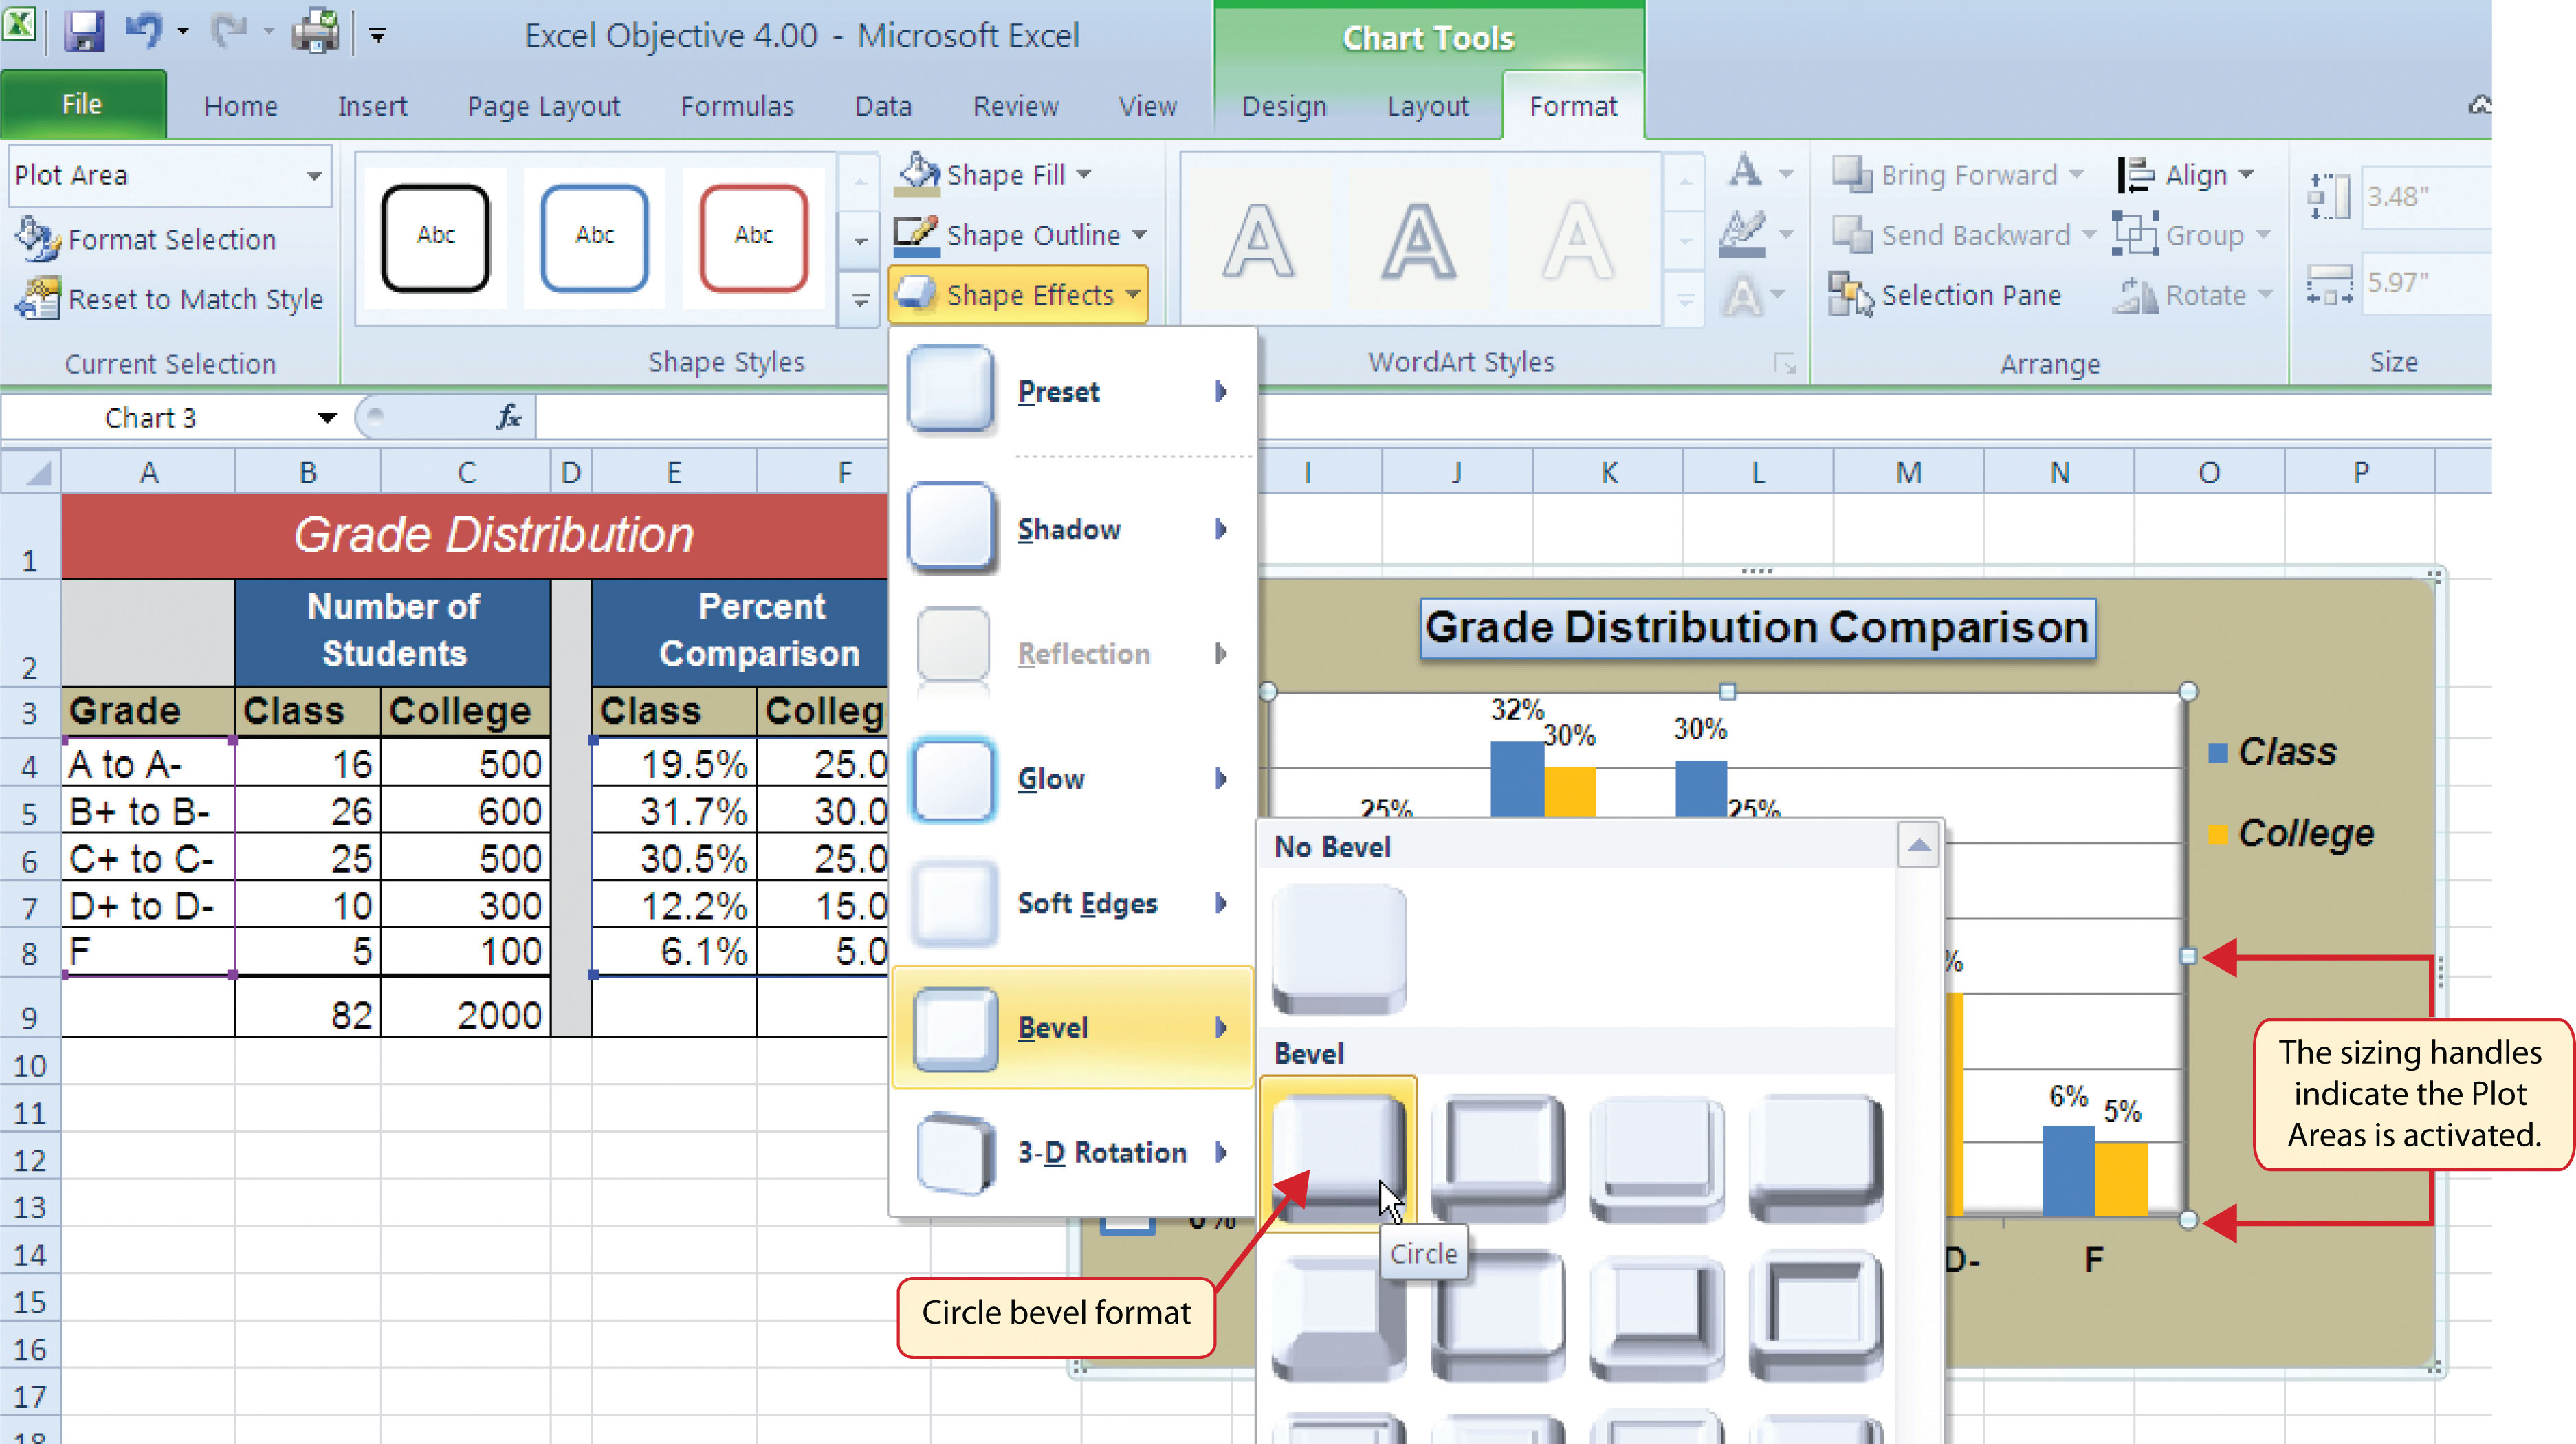 Excel Objective 4.00 - Microsoft Excel
Chart Tools
File Home Insert Page Layout Formulas Data Review View Design Layout Format
Plot Area
Format Selection
Reset to Match Style
Current Selection
Abc Abc Abc
Shape Styles
Shape Fill
Shape Outline
Shape Effects
A A A
WordArt Styles
Bring Forward
Send Backward
Selection Pane
Align
Group
Rotate
Arrange
3.48"
5.97"
Size
Chart 3 fx
A B C D E F I J K L M N O P
1 Grade Distribution
2 Number of Students Percent Comparison
3 Grade Class College Class Colleg
4 A to A- 16 500 19.5% 25.0
5 B+ to B- 26 600 31.7% 30.0
6 C+ to C- 25 500 30.5% 25.0
7 D+ to D- 10 300 12.2% 15.0
8 F 5 100 6.1% 5.0
9 82 2000
10
11
12
13
14
15
16
17
18
Preset
Shadow
Reflection
Glow
Soft Edges
Bevel
3-D Rotation
No Bevel
Bevel
Circle
Circle bevel format
Grade Distribution Comparison
32%
30%
30%
25%
25%
%
6%
5%
0%
D-
F
Class
College
The sizing handles
indicate the Plot
Areas is activated.